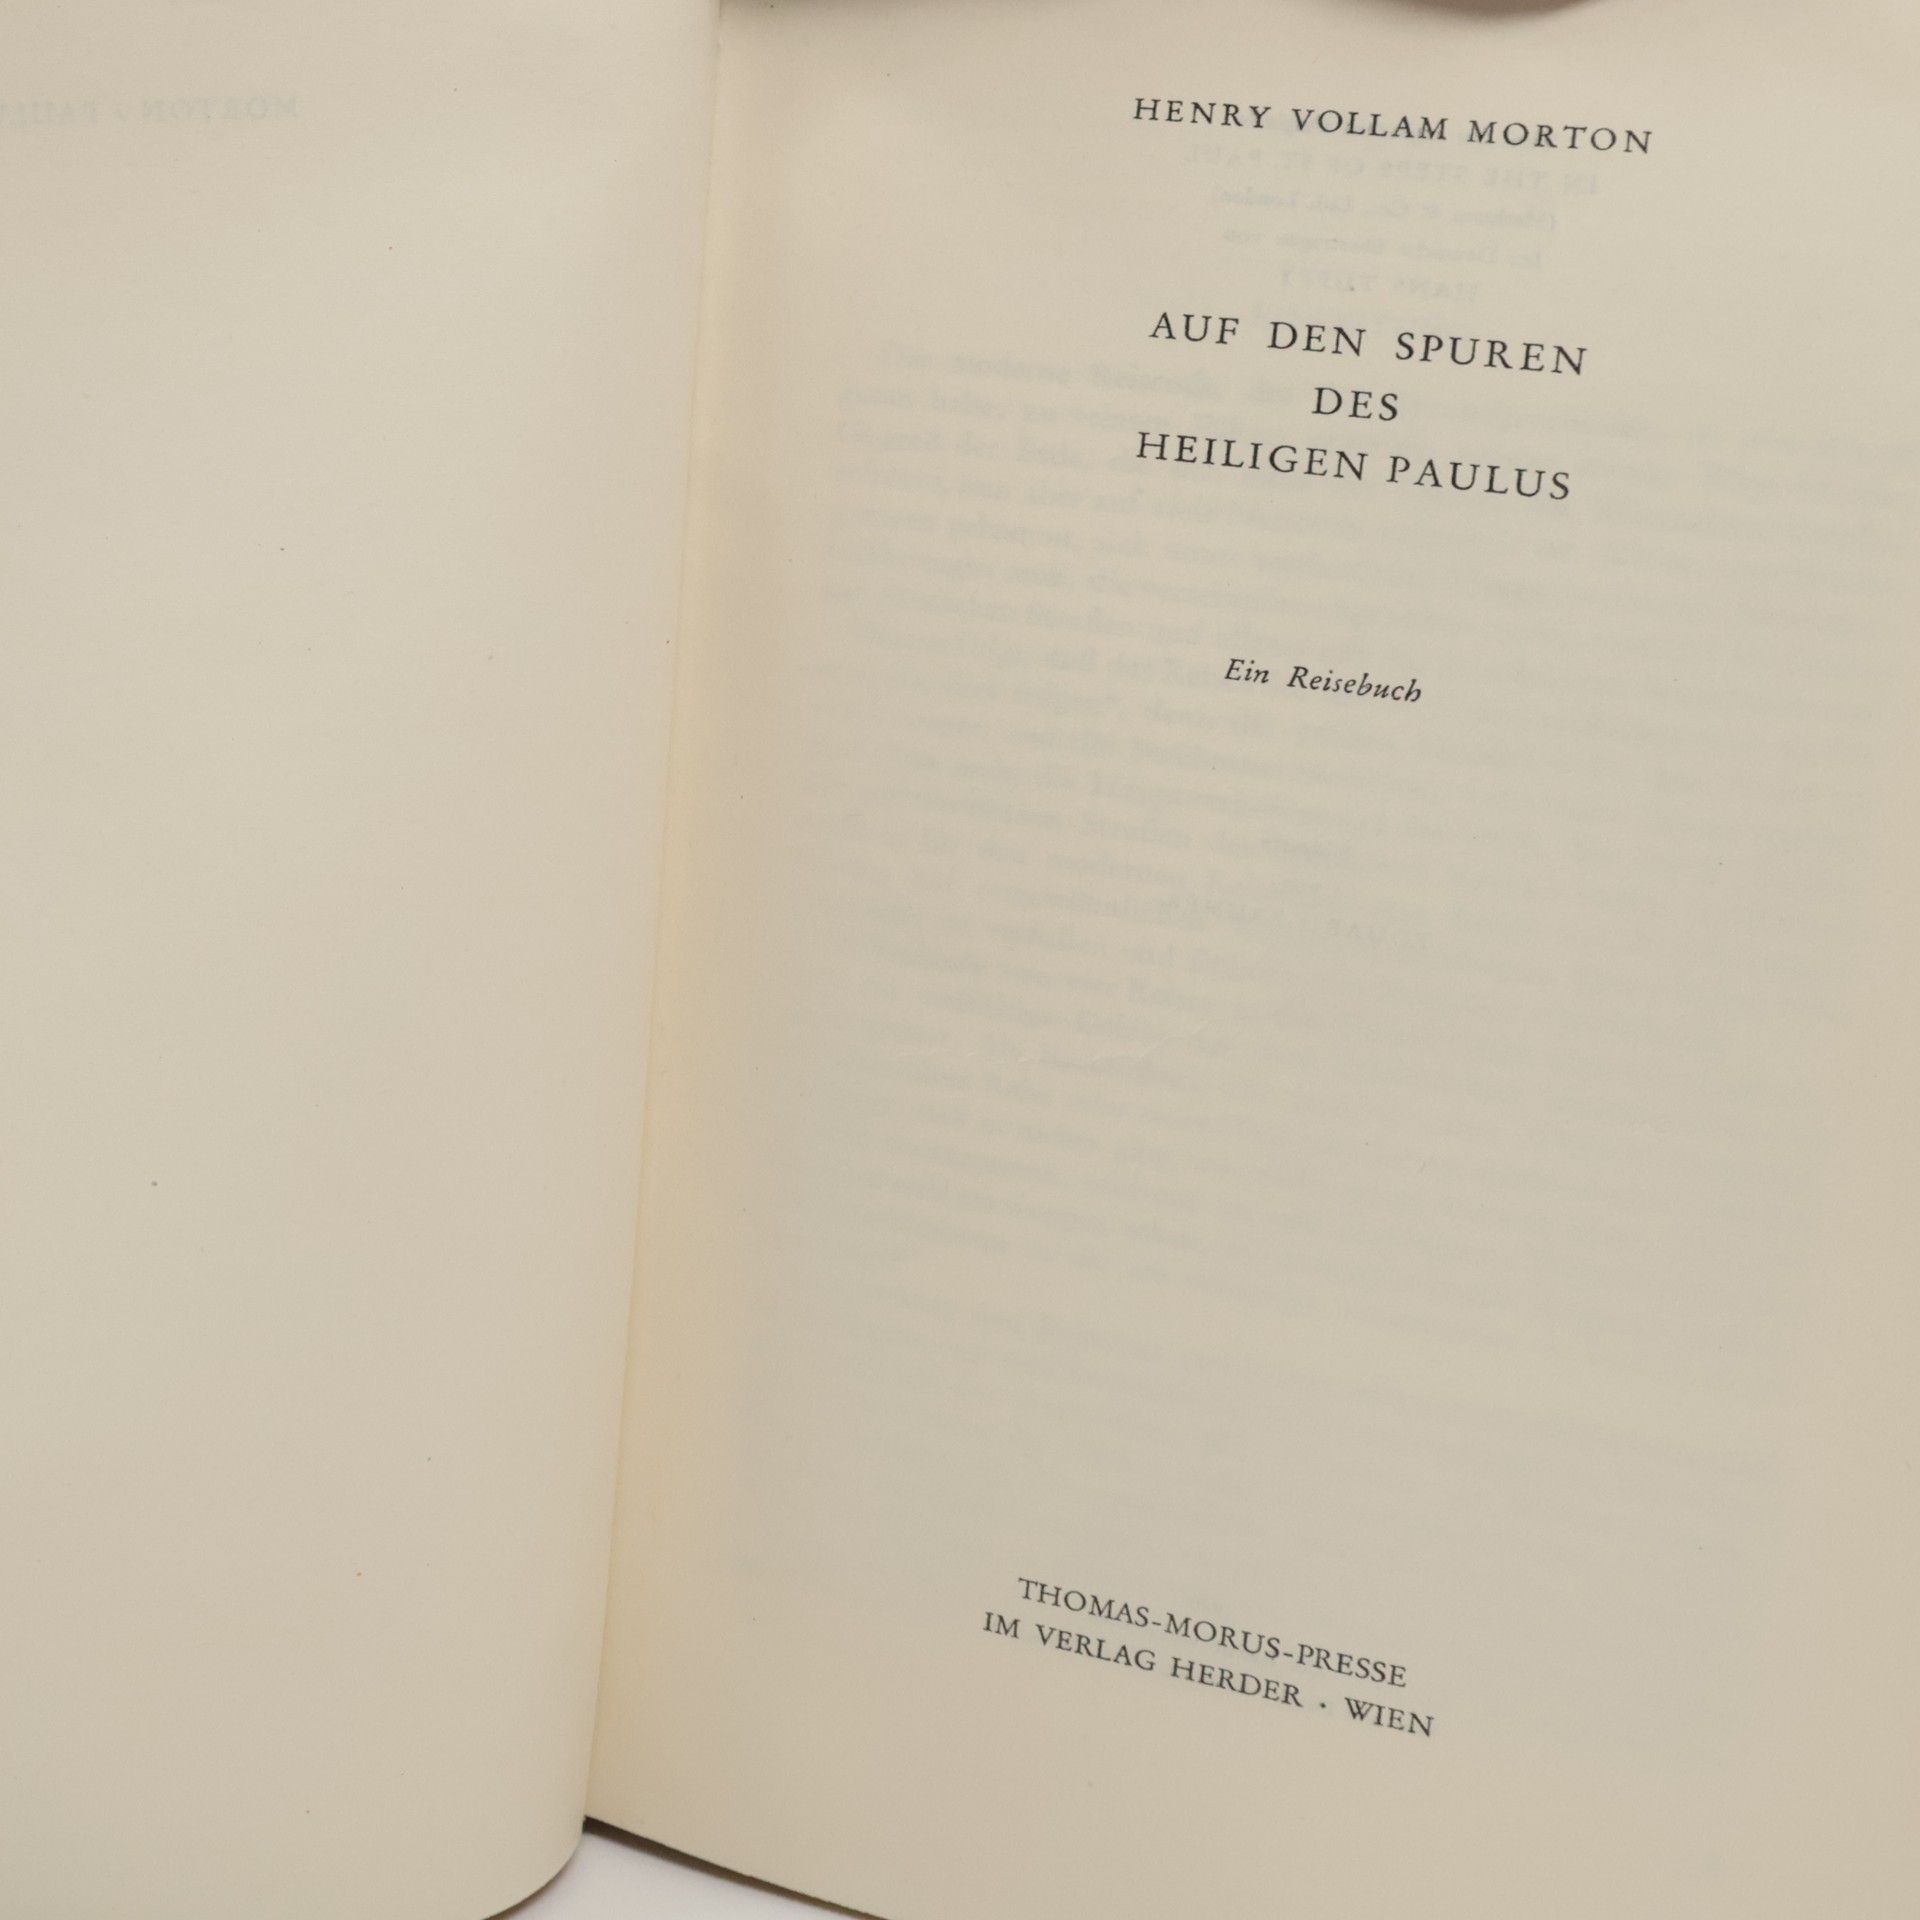 HENRY VOLLAM MORTON
AUF DEN SPUREN
DES
HEILIGEN PAULUS
Ein Reisebuch
THOMAS-MORUS-PRESSE
IM VERLAG HERDER · WIEN